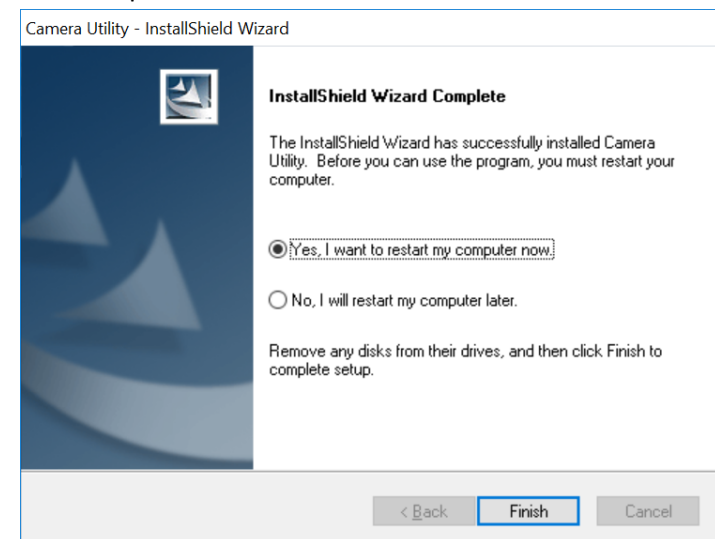 Camera Utility - InstallShield Wizard
InstallShield Wizard Complete
The InstallShield Wizard has successfully installed Camera
Utility.  Before you can use the program, you must restart your
computer.
Yes, I want to restart my computer now.
No, I will restart my computer later.
Remove any disks from their drives, and then click Finish to
complete setup.
< Back
Finish
Cancel